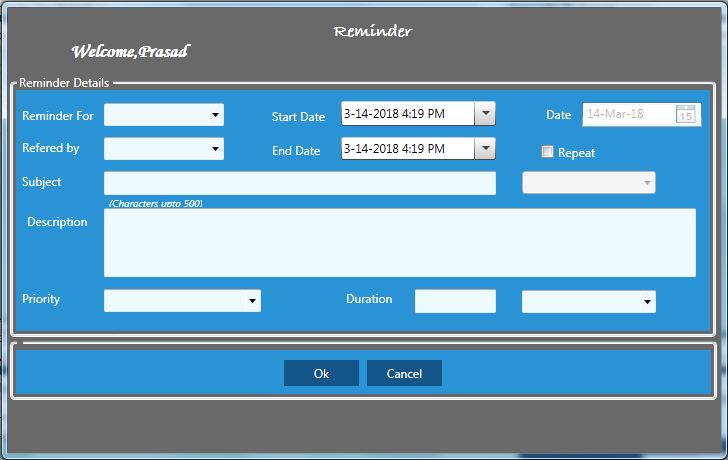 Reminder
Welcome,Prasad
Reminder Details
Reminder For
Start Date
3-14-2018 4:19 PM
Date
14-Mar-18
15
Refered by
End Date
3-14-2018 4:19 PM
Repeat
Subject
(Characters upto 500)
Description
Priority
Duration
Ok
Cancel